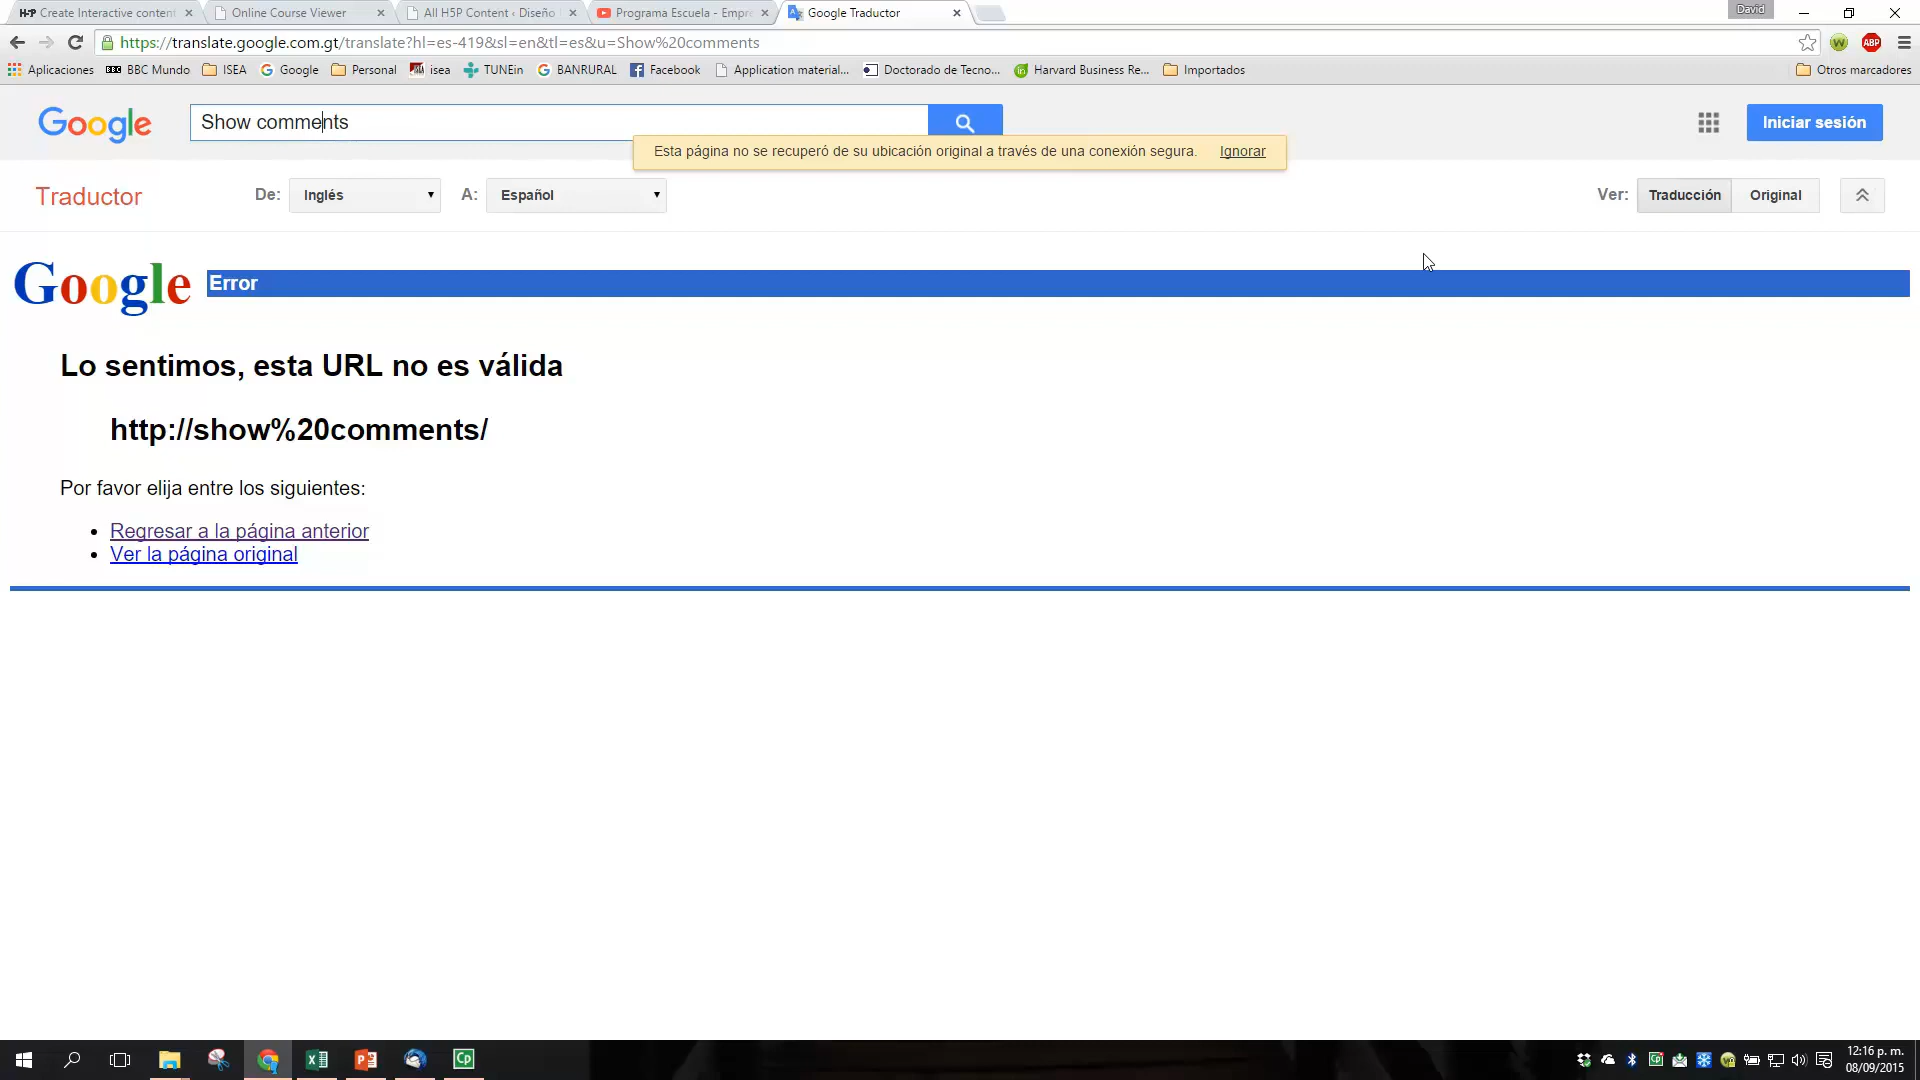 H-P Create Interactive content
Online Course Viewer
All H5P Content ‹ Diseño
Programa Escuela - Empre
Google Traductor
David
https://translate.google.com.gt/translate?hl=es-419&sl=en&tl=es&u=Show%20comments
ABP
Aplicaciones
BBC BBC Mundo
ISEA
Google
Personal
isea
TUNEin
BANRURAL
Facebook
Application material...
Doctorado de Tecno...
Harvard Business Re...
Importados
Otros marcadores
Google
Show comments
Iniciar sesión
Esta página no se recuperó de su ubicación original a través de una conexión segura. Ignorar
Traductor
De: Inglés
A: Español
Ver: Traducción Original
Google Error
Lo sentimos, esta URL no es válida
http://show%20comments/
Por favor elija entre los siguientes:
• Regresar a la página anterior
• Ver la página original
Cp
12:16 p. m.
08/09/2015